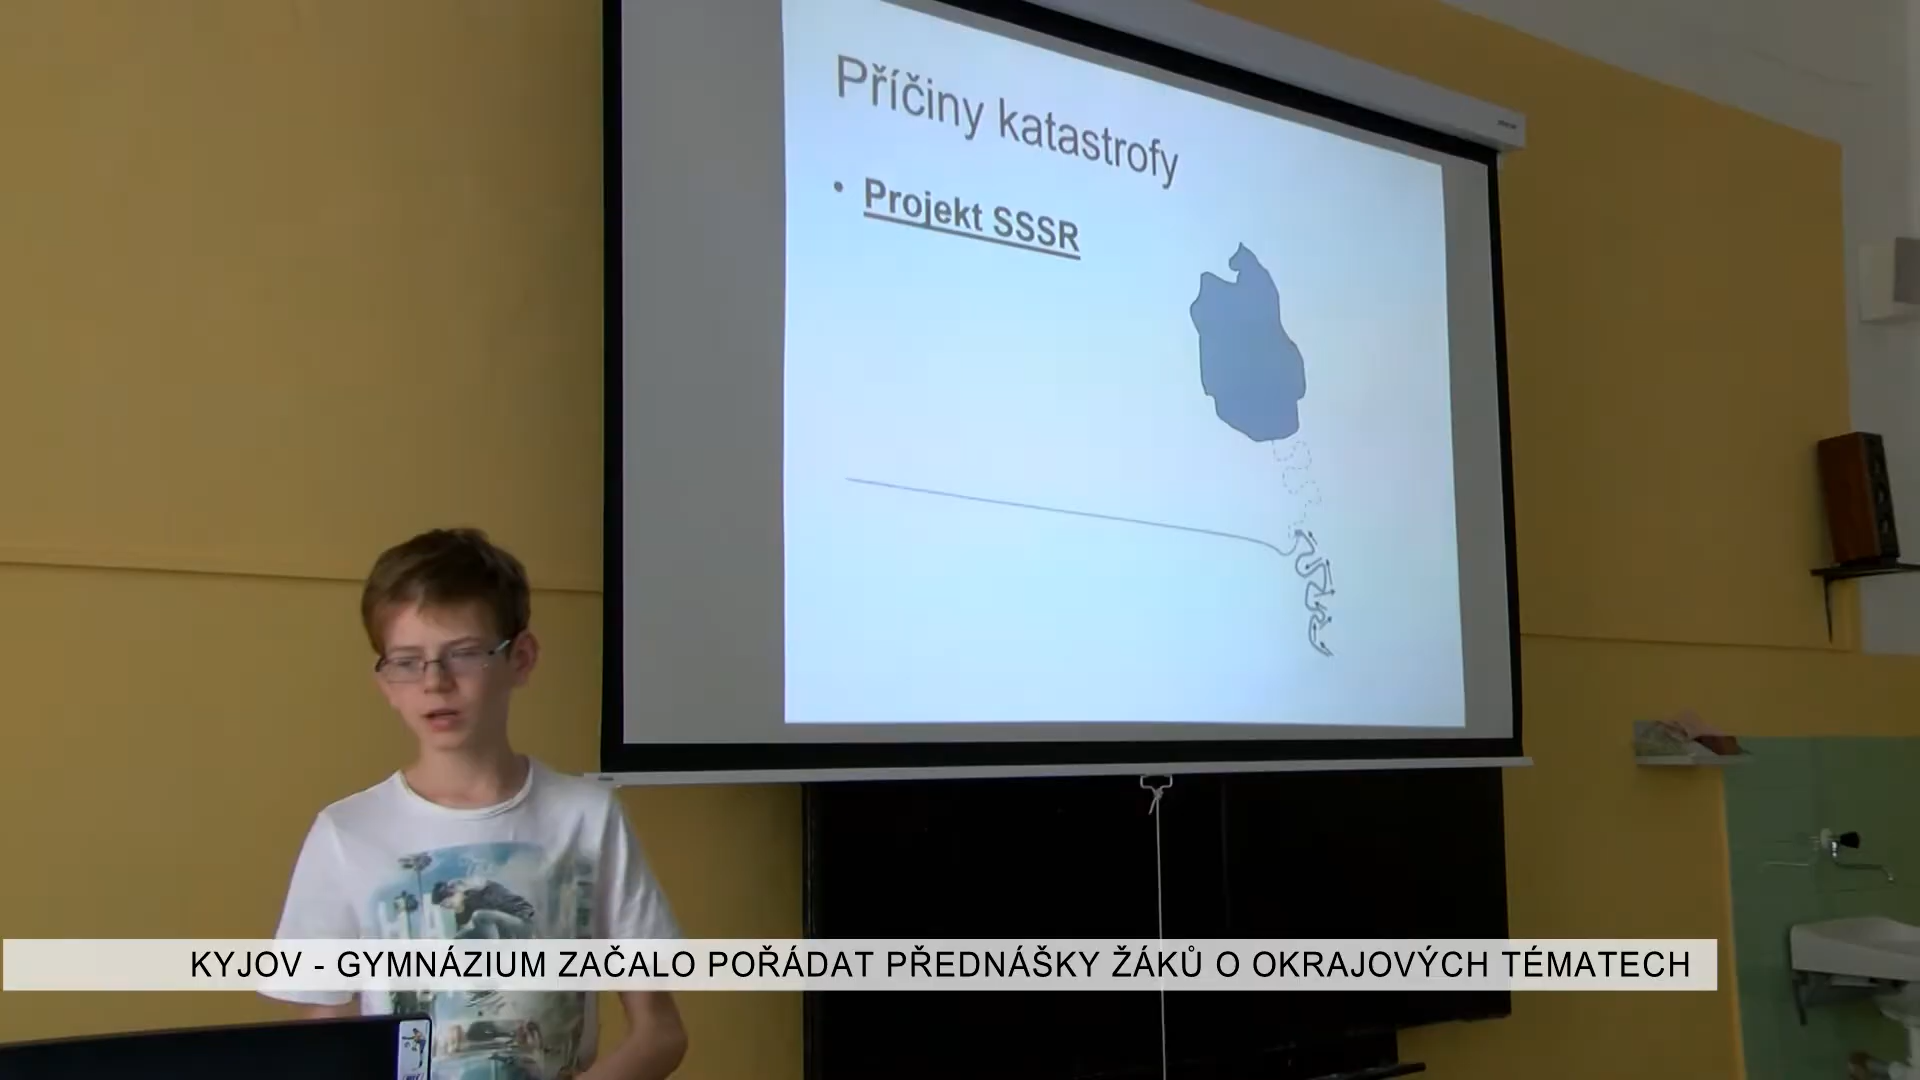 Příčiny katastrofy
• Projekt SSSR
KYJOV - GYMNÁZIUM ZAČALO POŘÁDAT PŘEDNÁŠKY ŽÁKŮ O OKRAJOVÝCH TÉMATECH